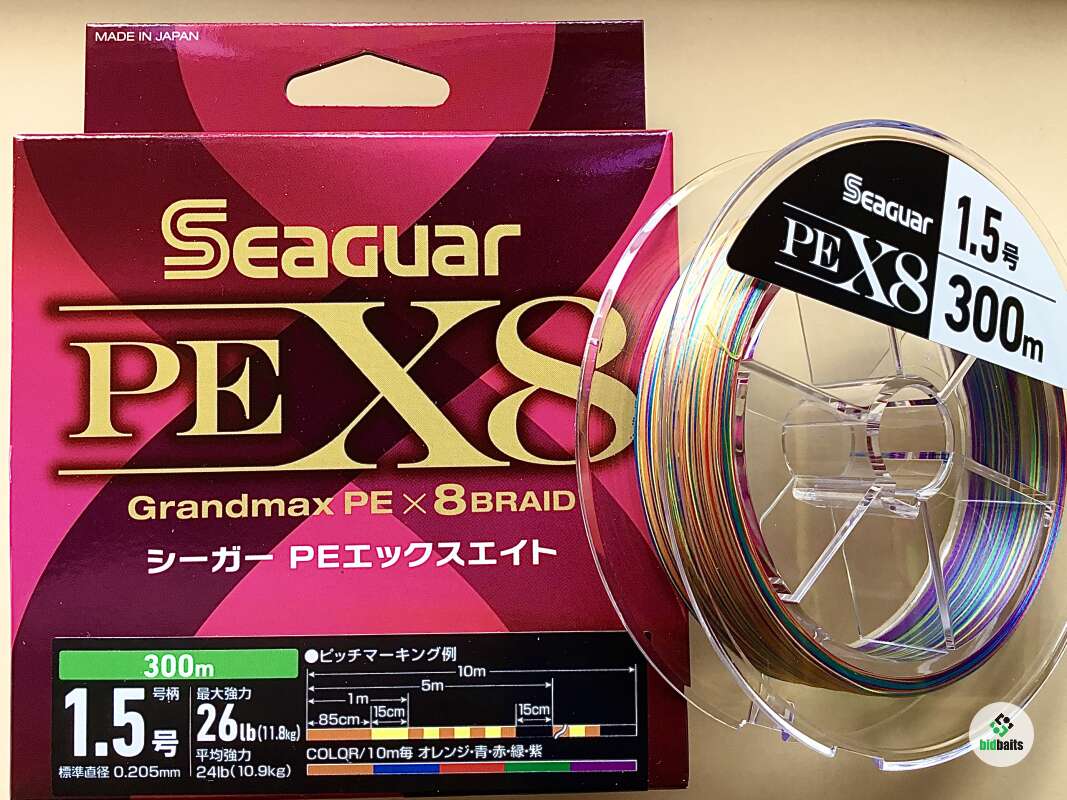 MADE IN JAPAN
Seaguar
PE X8
Grandmax PE×8BRAID
シーガー PEエックスエイト
300m
1.5号
号柄
標準直径 0.205mm
最大強力
26lb(11.8kg)
平均強力
24lb(10.9kg)
●ピッチマーキング例
10m
5m
1m
85cm
15cm
15cm
COLOR/10m毎 オレンジ・青・赤・緑・紫
Seaguar
PE X8
1.5号
300m
bidbaits